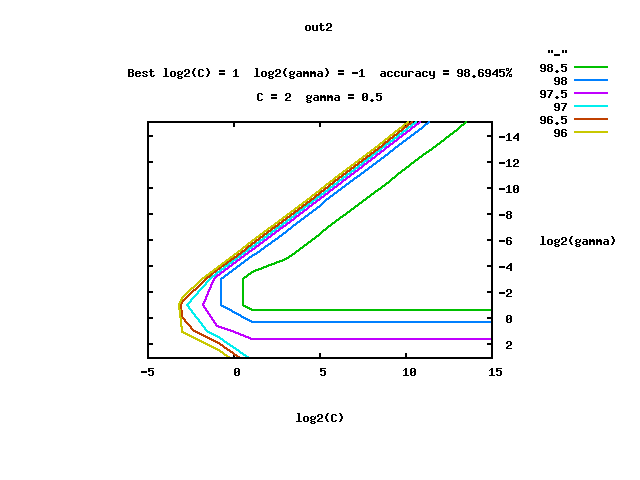 out2
"-"
Best log2(C) = 1 log2(gamma) = -1 accuracy = 98.6945%
C = 2 gamma = 0.5
98.5
98
97.5
97
96.5
96
-14
-12
-10
-8
-6
-4
-2
0
2
log2(gamma)
-5 0 5 10 15
log2(C)